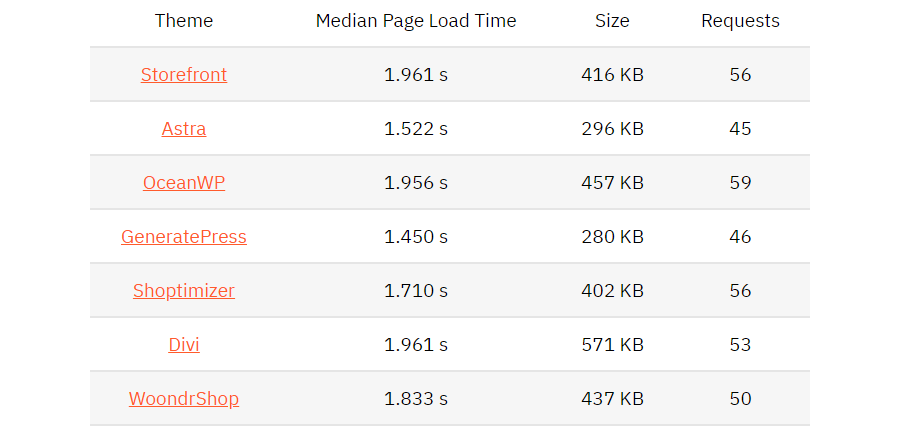 Theme Median Page Load Time Size Requests
Storefront 1.961 s 416 KB 56
Astra 1.522 s 296 KB 45
OceanWP 1.956 s 457 KB 59
GeneratePress 1.450 s 280 KB 46
Shoptimizer 1.710 s 402 KB 56
Divi 1.961 s 571 KB 53
WoondrShop 1.833 s 437 KB 50